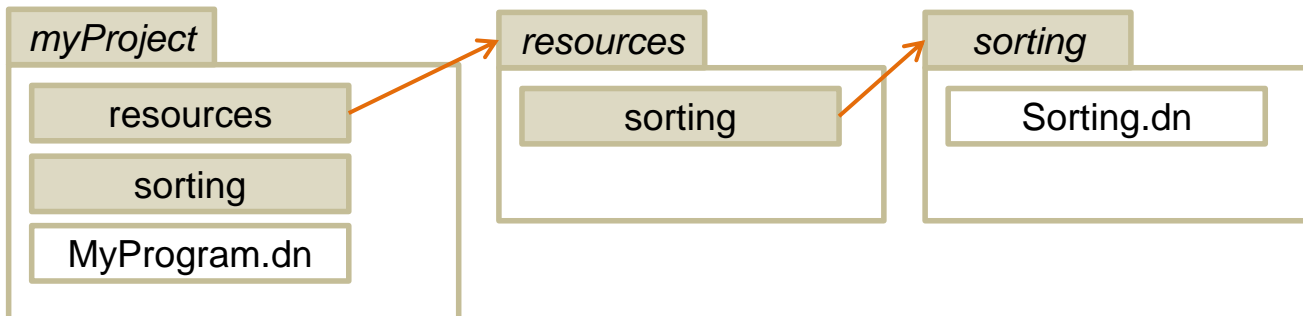 myProject
resources
sorting
MyProgram.dn
resources
sorting
sorting
Sorting.dn